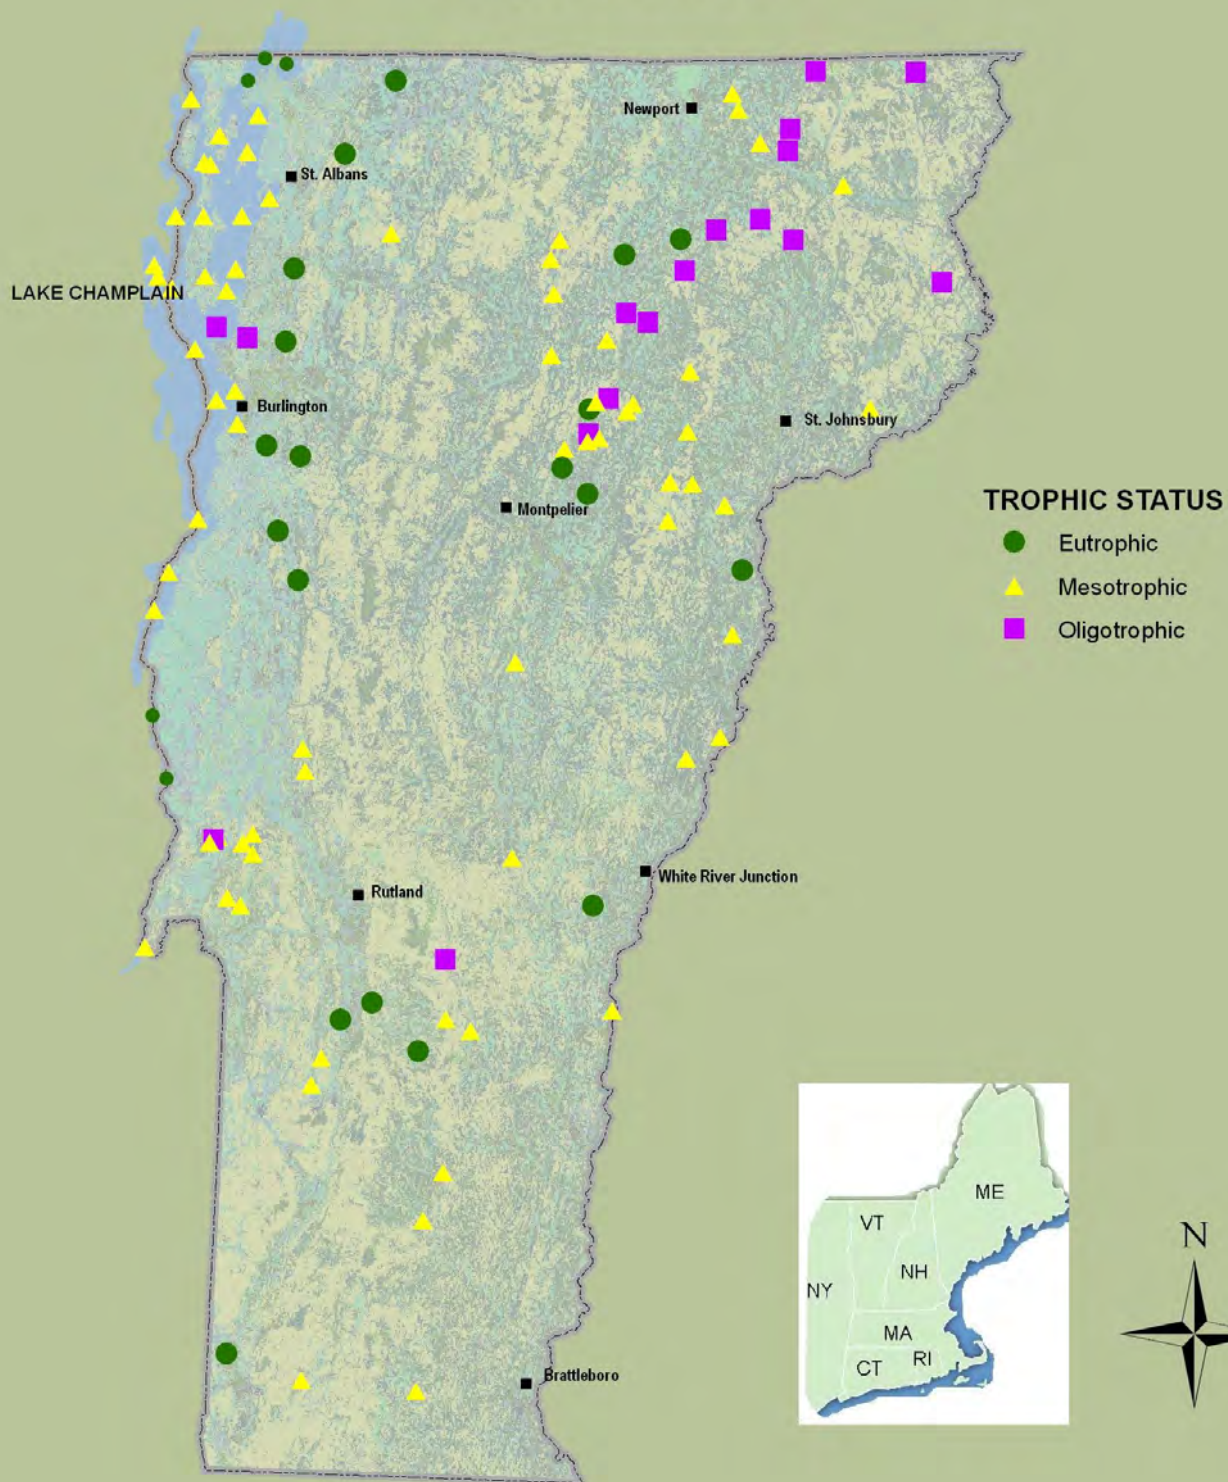 Newport
St. Albans
LAKE CHAMPLAIN
Burlington
St. Johnsbury
Montpelier
TROPHIC STATUS
Eutrophic
Mesotrophic
Oligotrophic
White River Junction
Rutland
Brattleboro
ME
VT
NH
NY
MA
RI
CT
N